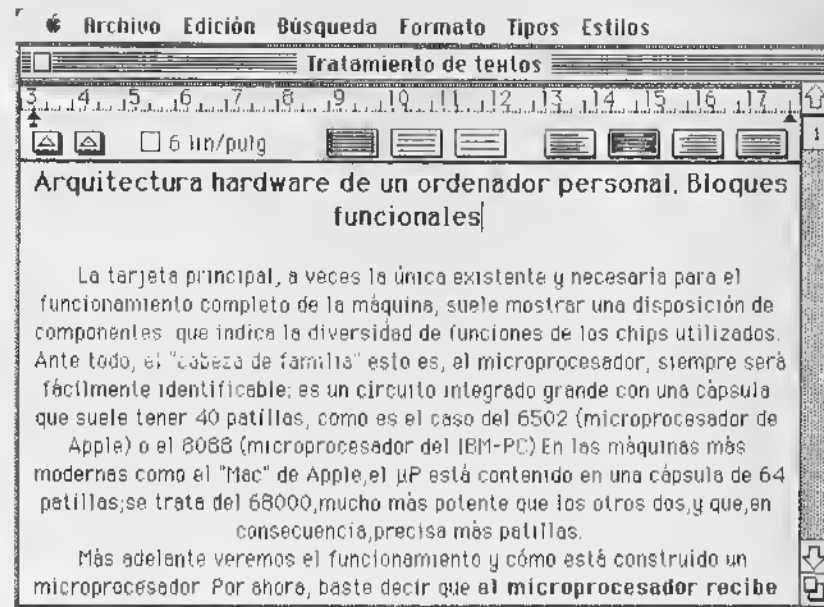 Archivo Edición Búsqueda Formato Tipos Estilos
Tratamiento de textos
3 4 5 6 7 8 9 10 11 12 13 14 15 16 17
6 lin/pulg
1
Arquitectura hardware de un ordenador personal. Bloques
funcionales
La tarjeta principal, a veces la única existente y necesaria para el
funcionamiento completo de la máquina, suele mostrar una disposición de
componentes que indica la diversidad de funciones de los chips utilizados.
Ante todo, el "cabeza de familia" esto es, el microprocesador, siempre será
fácilmente identificable; es un circuito integrado grande con una cápsula
que suele tener 40 patillas, como es el caso del 6502 (microprocesador de
Apple) o el 8088 (microprocesador del IBM-PC) En las máquinas más
modernas como el "Mac" de Apple,el µP está contenido en una cápsula de 64
patillas;se trata del 68000,mucho más potente que los otros dos,y que,en
consecuencia,precisa más patillas.
Más adelante veremos el funcionamiento y cómo está construido un
microprocesador. Por ahora, baste decir que el microprocesador recibe